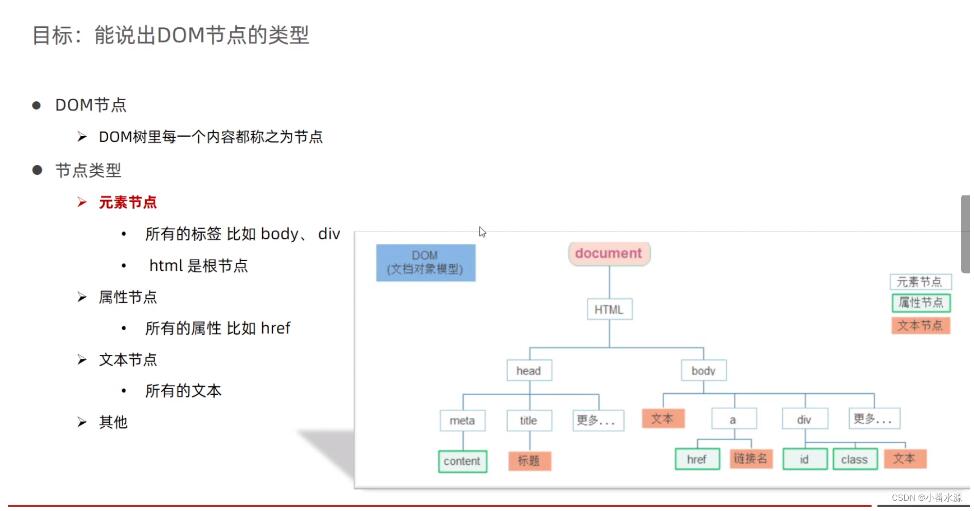 目标：能说出DOM节点的类型
DOM节点
DOM树里每一个内容都称之为节点
节点类型
元素节点
所有的标签 比如 body、 div
html 是根节点
属性节点
所有的属性 比如 href
文本节点
所有的文本
其他
DOM
(文档对象模型)
document
元素节点
属性节点
文本节点
HTML
head
body
meta
title
更多...
文本
a
div
更多...
content
标题
href
链接名
id
class
文本
CSDN @小番水源